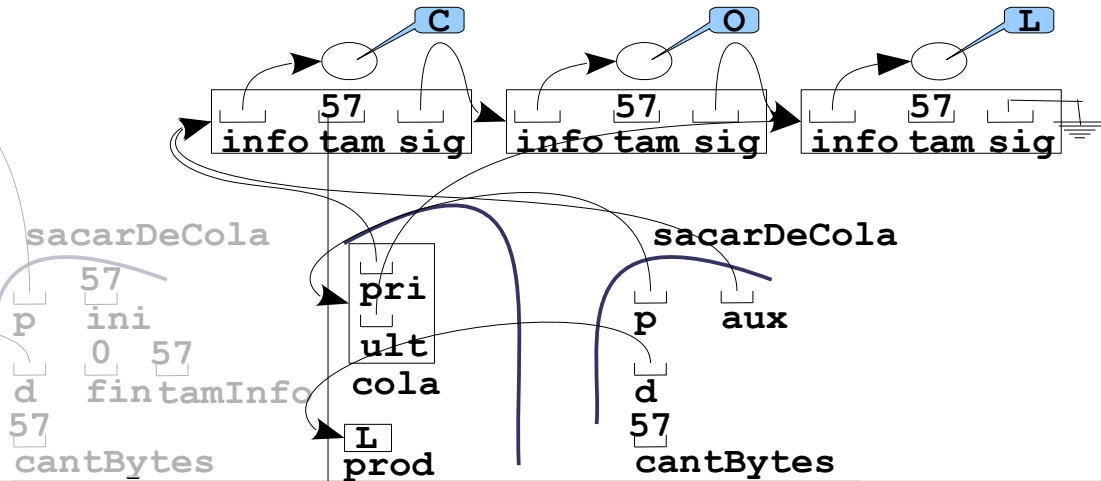 C O L
57 57 57
info tam sig info tam sig info tam sig
sacarDeCola sacarDeCola
57
pri
p ini p aux
0 57 ult
d fin tamInfo cola d
57 L 57
cantBytes prod cantBytes